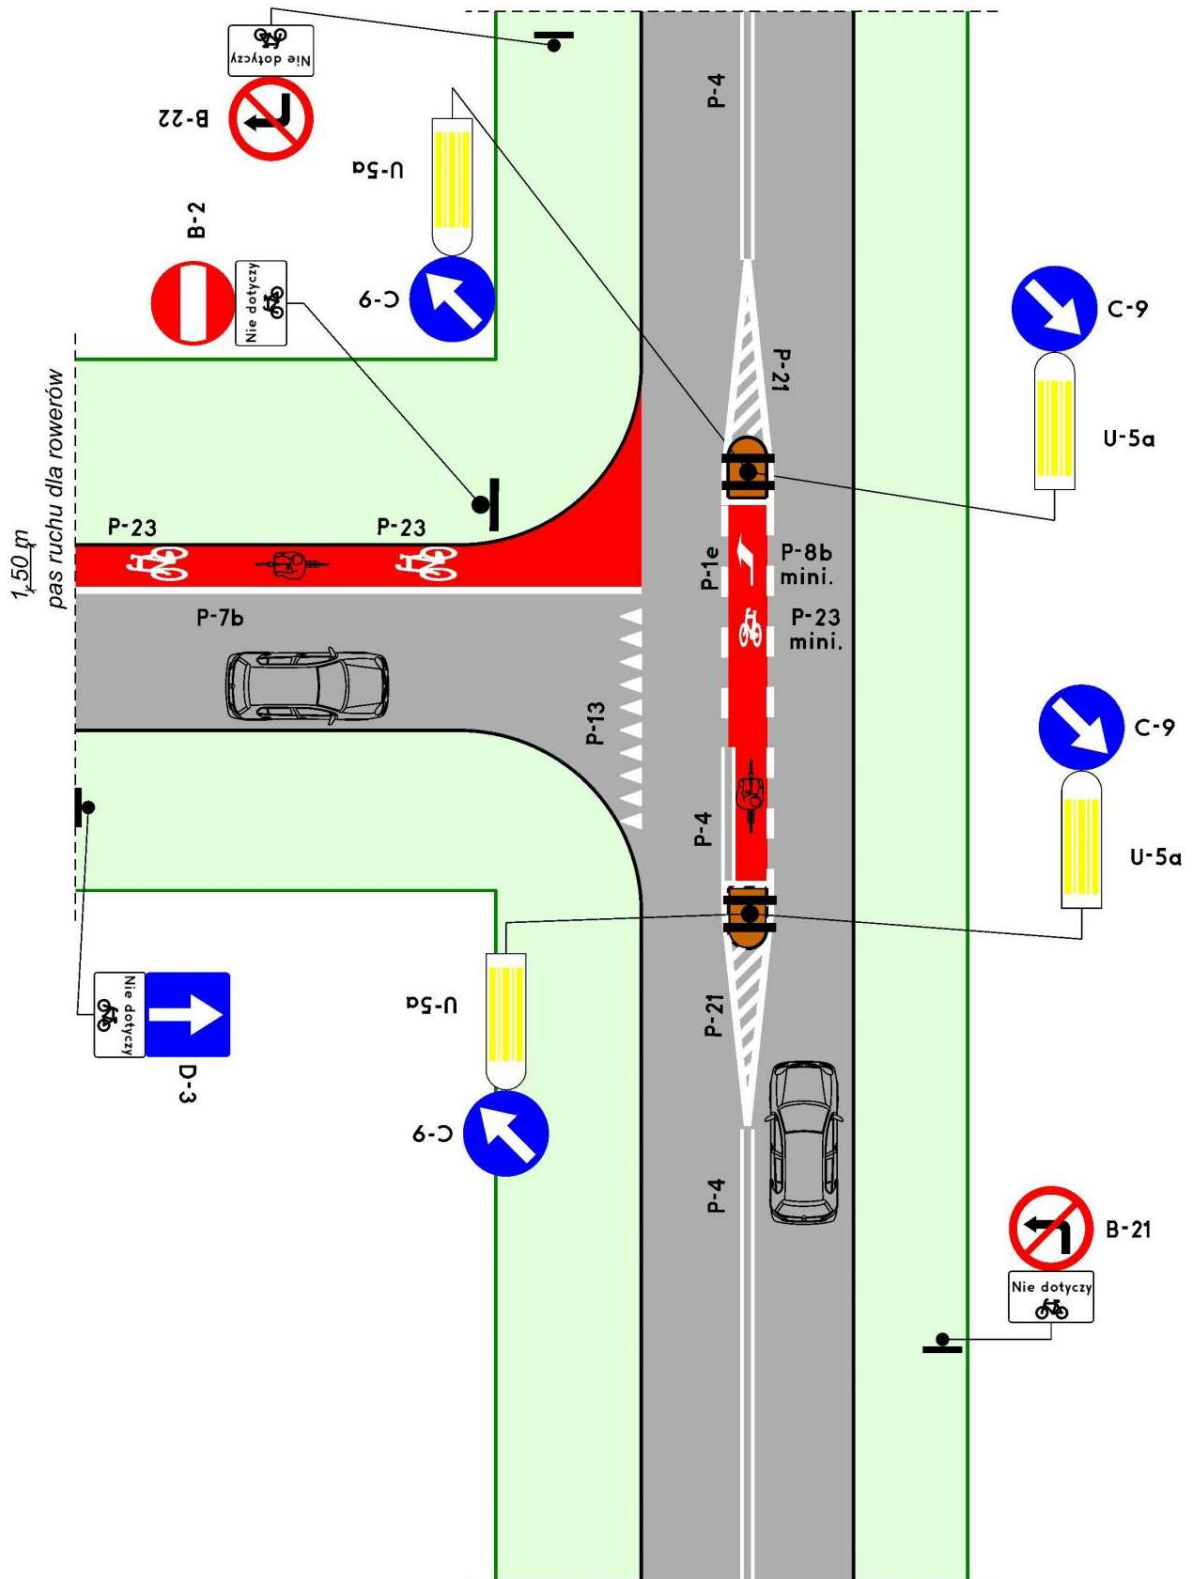 Nie dotyczy
B-22
P-4
U-5a
B-2
Nie dotyczy
C-9
C-9
P-21
U-5a
1,50 m
pas ruchu dla rowerów
P-23
P-23
P-1e
P-8b
mini.
P-7b
P-23
mini.
P-13
C-9
P-4
U-5a
Nie dotyczy
U-5a
P-21
D-3
C-9
P-4
B-21
Nie dotyczy